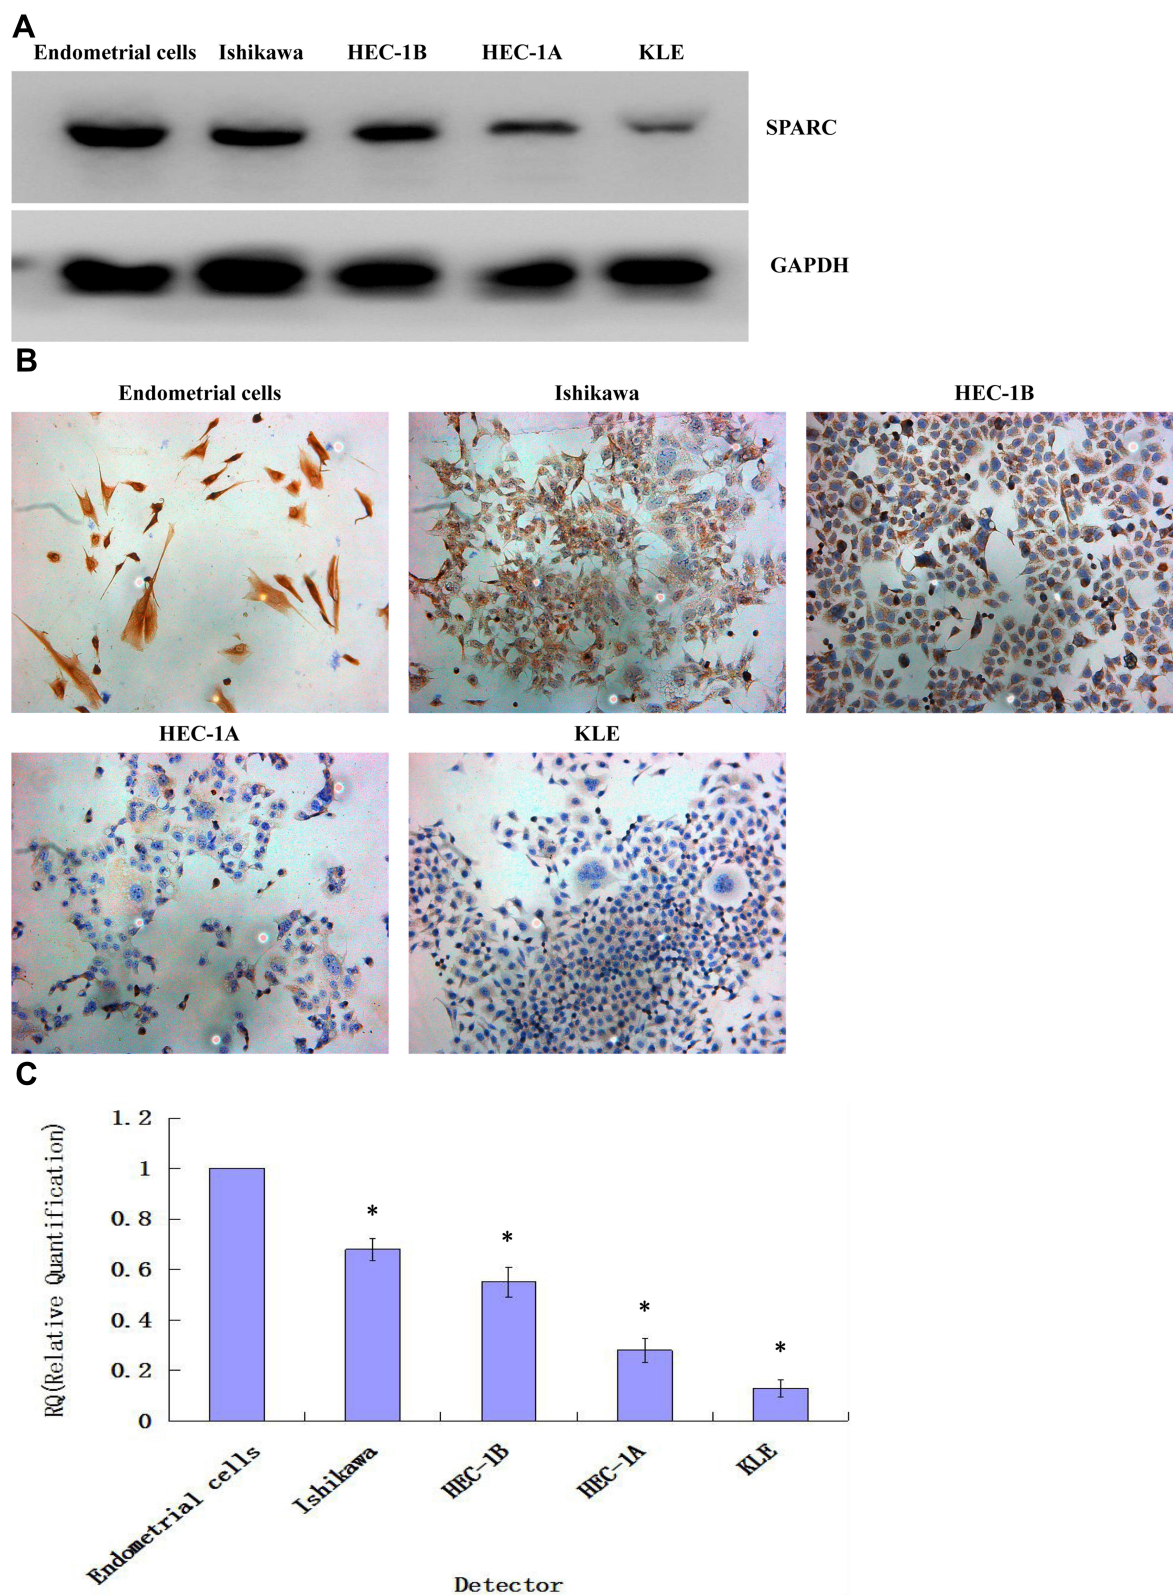 A
Endometrial cells Ishikawa HEC-1B HEC-1A KLE
SPARC
GAPDH
B
Endometrial cells Ishikawa HEC-1B
HEC-1A KLE
C
RQ(Relative Quantification)
1.2
1
0.8
0.6
0.4
0.2
0
* * * *
Endometrial cells Ishikawa HEC-1B HEC-1A KLE
Detector